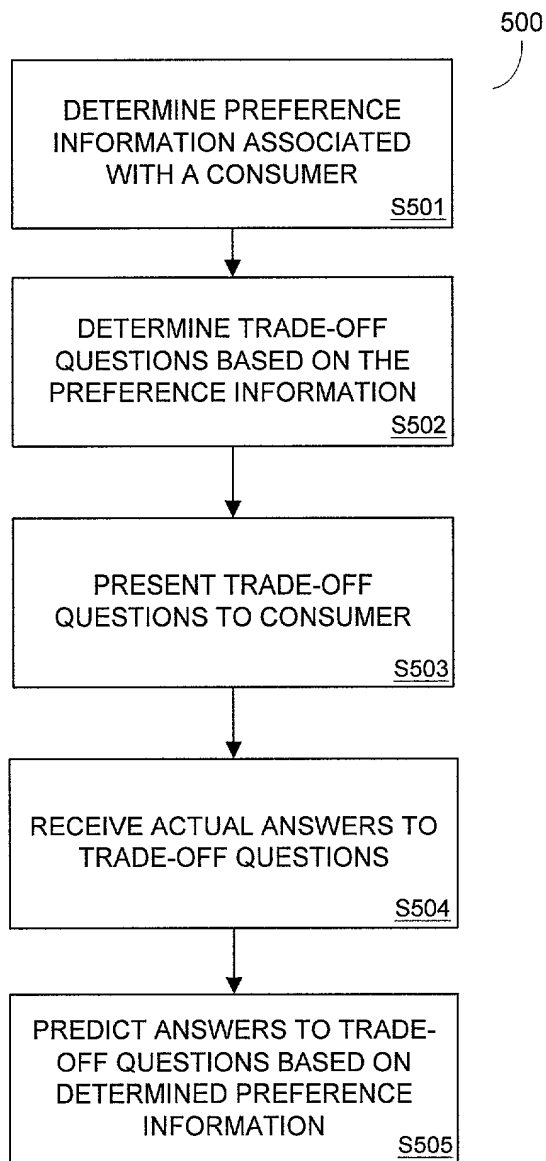 500
DETERMINE PREFERENCE
INFORMATION ASSOCIATED
WITH A CONSUMER
S501
DETERMINE TRADE-OFF
QUESTIONS BASED ON THE
PREFERENCE INFORMATION
S502
PRESENT TRADE-OFF
QUESTIONS TO CONSUMER
S503
RECEIVE ACTUAL ANSWERS TO
TRADE-OFF QUESTIONS
S504
PREDICT ANSWERS TO TRADE-
OFF QUESTIONS BASED ON
DETERMINED PREFERENCE
INFORMATION
S505